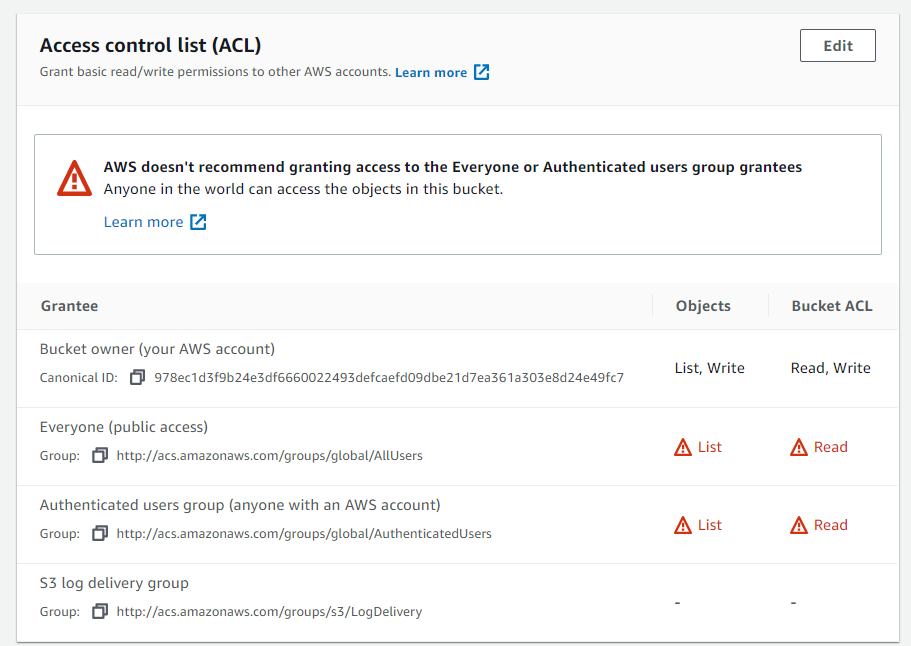 Access control list (ACL)
Edit
Grant basic read/write permissions to other AWS accounts. Learn more
AWS doesn't recommend granting access to the Everyone or Authenticated users group grantees
Anyone in the world can access the objects in this bucket.
Learn more
Grantee Objects Bucket ACL
Bucket owner (your AWS account)
Canonical ID: 978ec1d3f9b24e3df6660022493defcaefd09dbe21d7ea361a303e8d24e49fc7
List, Write Read, Write
Everyone (public access)
Group: http://acs.amazonaws.com/groups/global/AllUsers
List Read
Authenticated users group (anyone with an AWS account)
Group: http://acs.amazonaws.com/groups/global/AuthenticatedUsers
List Read
S3 log delivery group
Group: http://acs.amazonaws.com/groups/s3/LogDelivery
- -